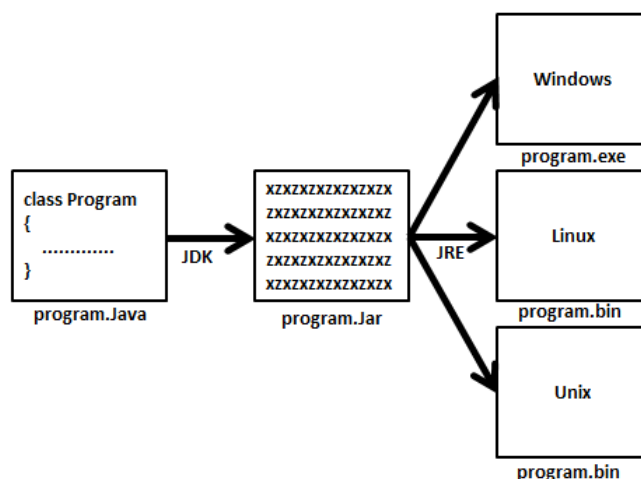 class Program
{
.............
}
program.Java
JDK
xzxzxzxzxzxzxzx
zxzxzxzxzxzxzxz
xzxzxzxzxzxzxzx
zxzxzxzxzxzxzxz
xzxzxzxzxzxzxzx
program.Jar
JRE
Windows
program.exe
Linux
program.bin
Unix
program.bin